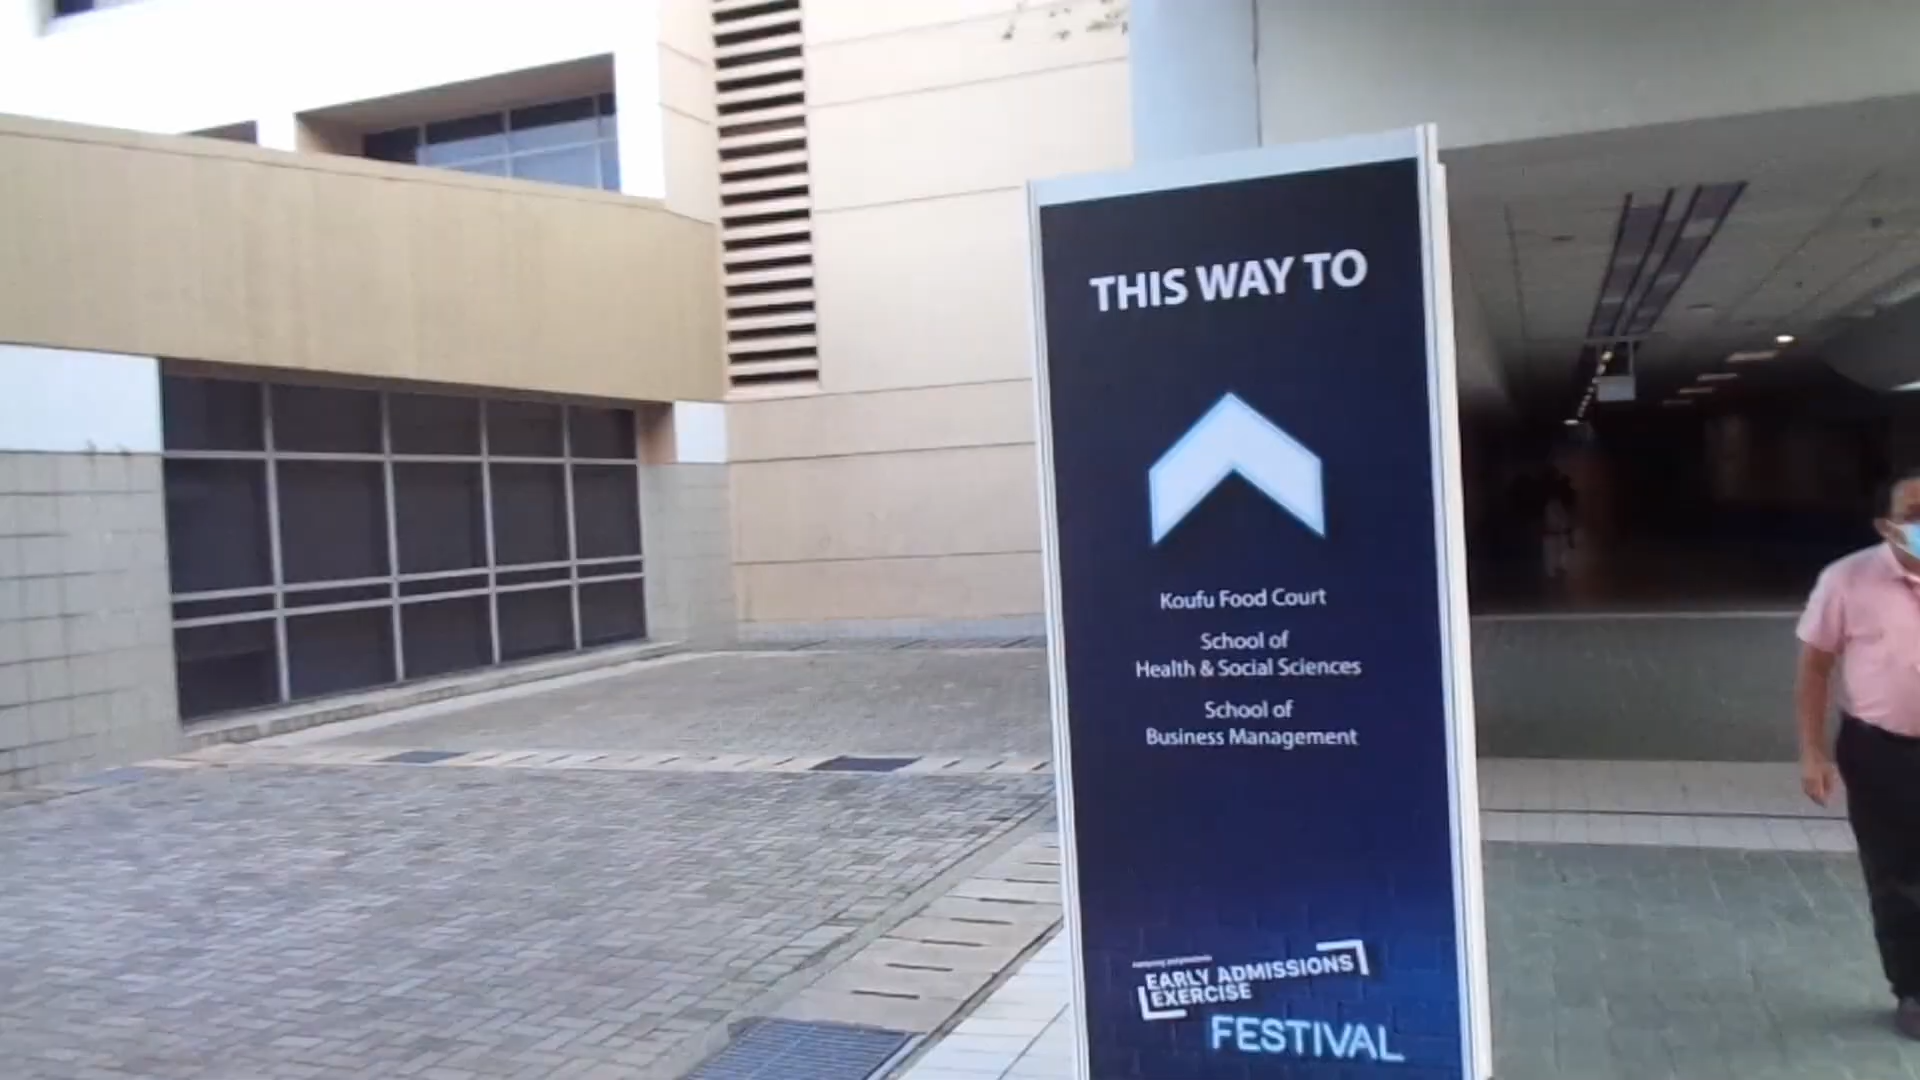 THIS WAY TO
Koufu Food Court
School of
Health & Social Sciences
School of
Business Management
EARLY ADMISSIONS
EXERCISE
FESTIVAL